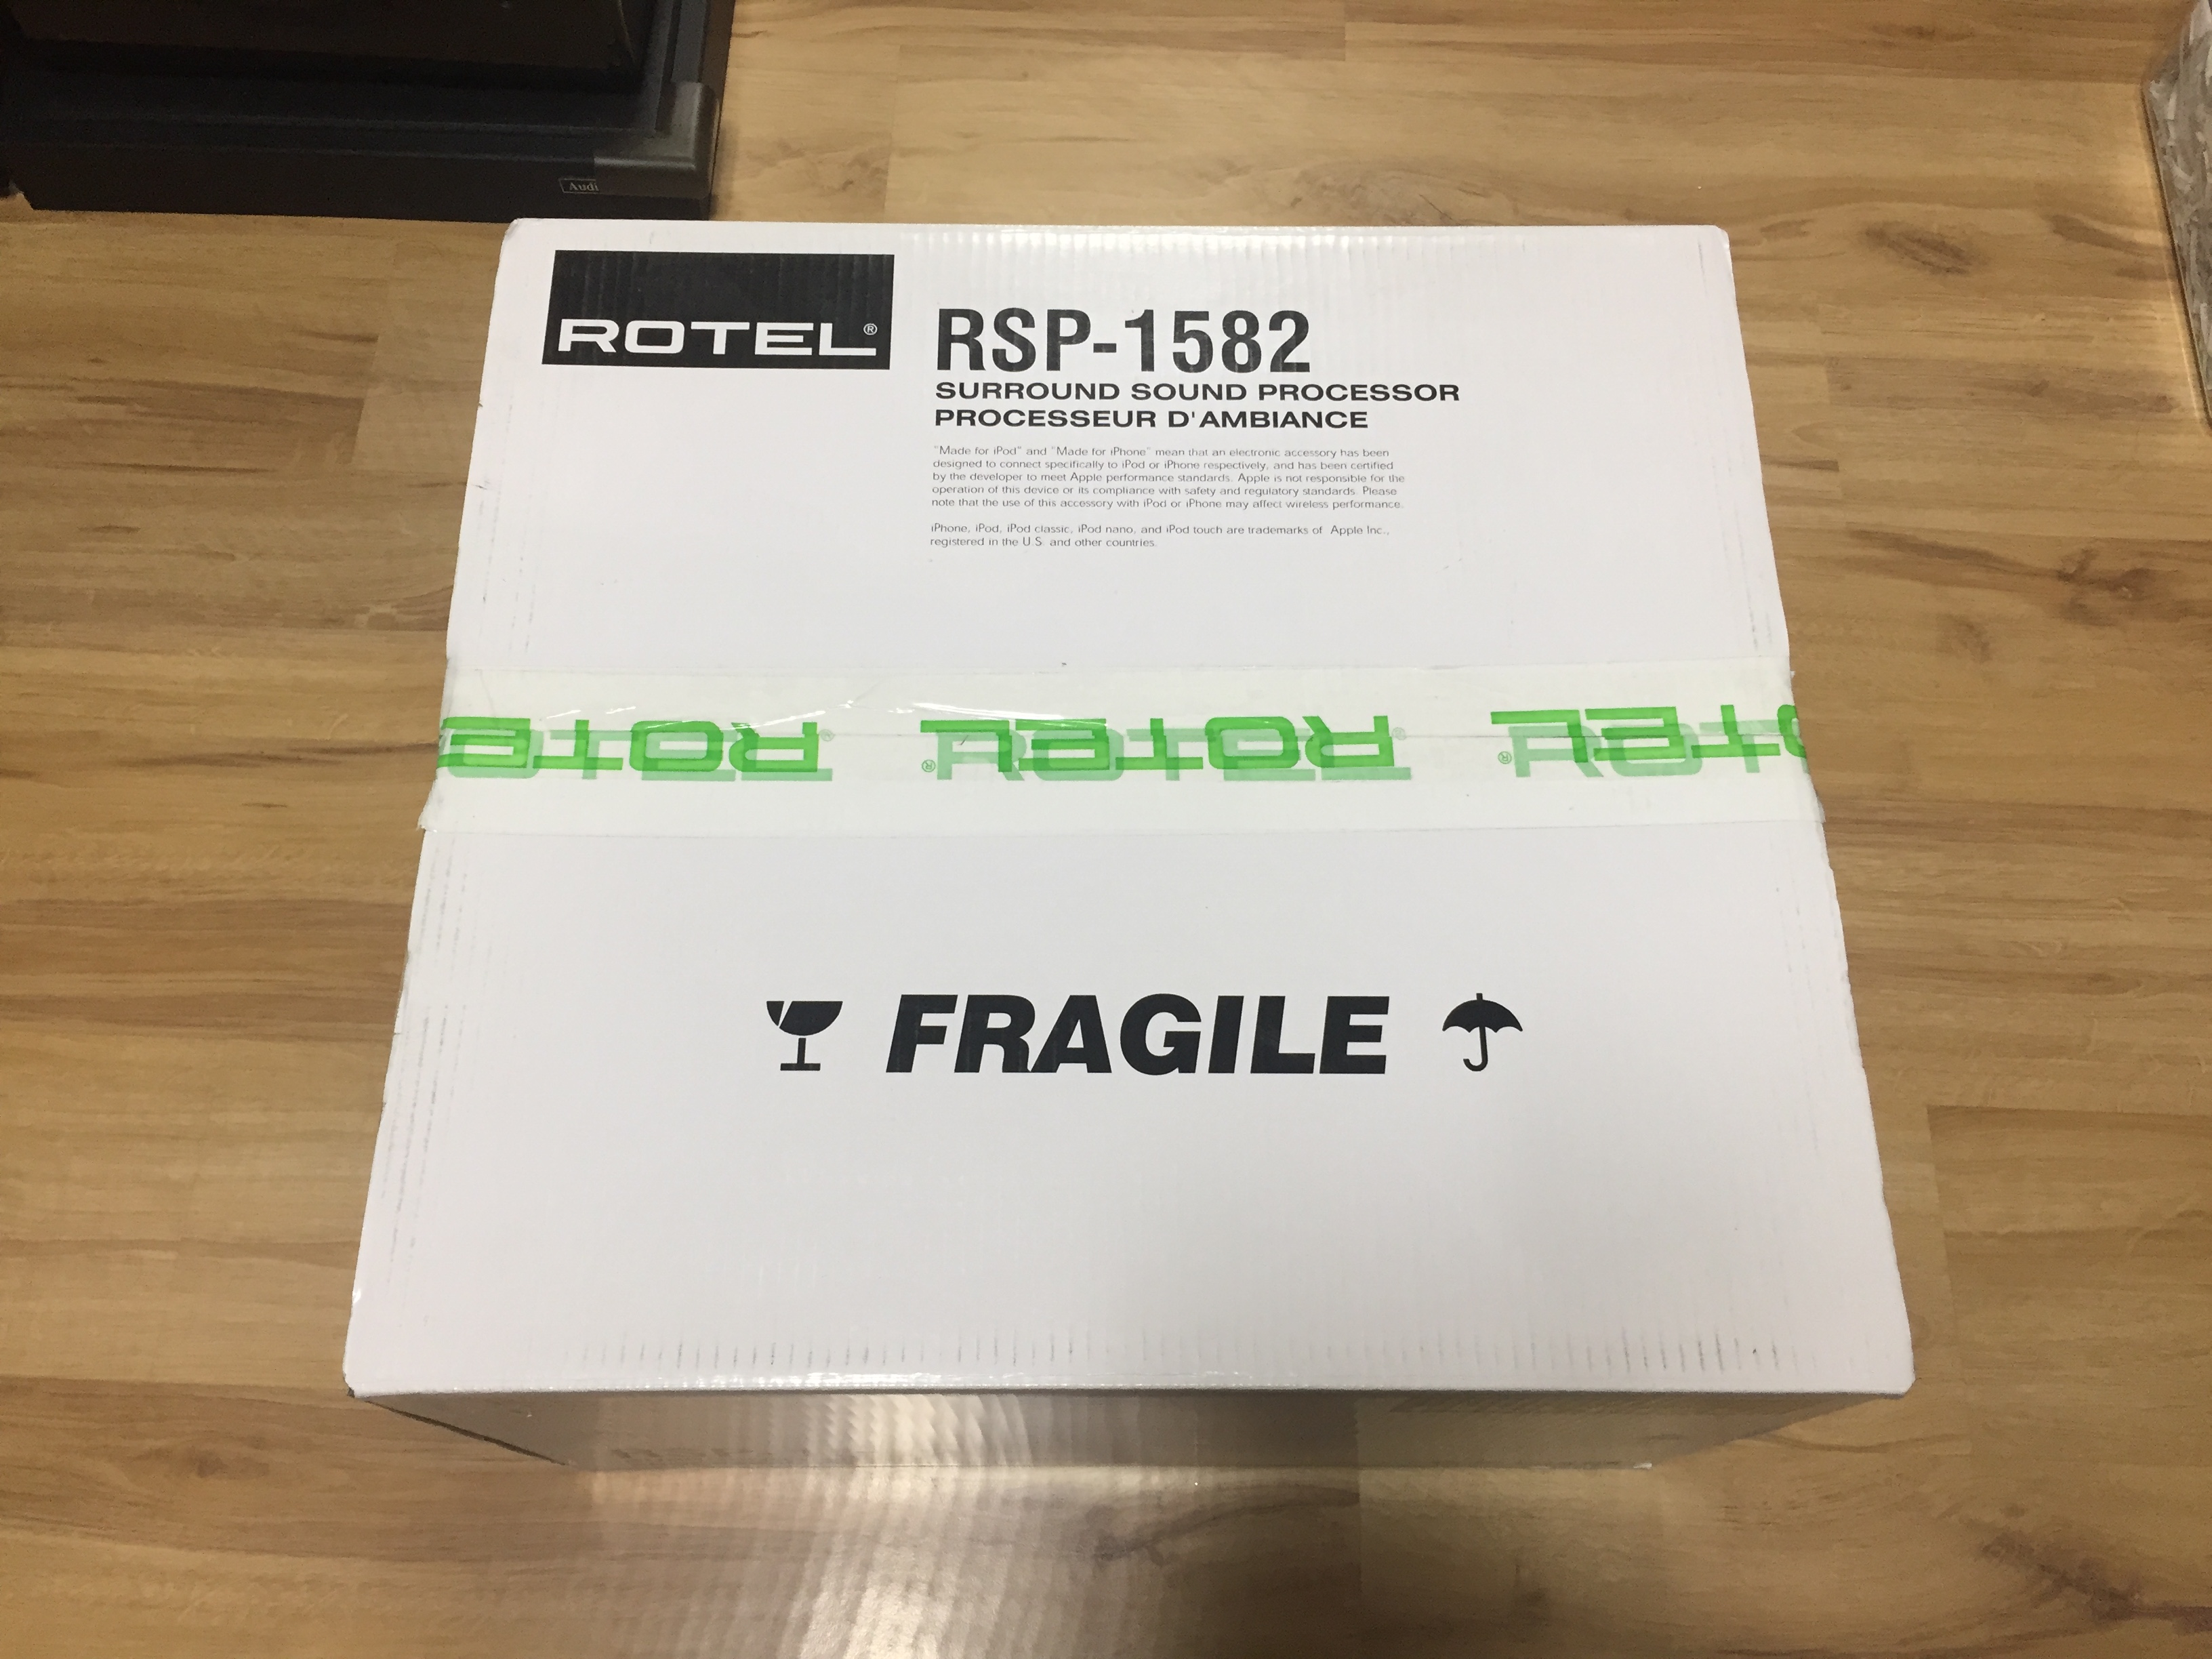 Audi
ROTEL®
RSP-1582
SURROUND SOUND PROCESSOR
PROCESSEUR D'AMBIANCE
"Made for iPod" and "Made for iPhone" mean that an electronic accessory has been
designed to connect specifically to iPod or iPhone respectively, and has been certified
by the developer to meet Apple performance standards. Apple is not responsible for the
operation of this device or its compliance with safety and regulatory standards. Please
note that the use of this accessory with iPod or iPhone may affect wireless performance.
iPhone, iPod, iPod classic, iPod nano, and iPod touch are trademarks of Apple Inc.,
registered in the U.S. and other countries.
ROTEL® ROTEL® ROTEL®
FRAGILE